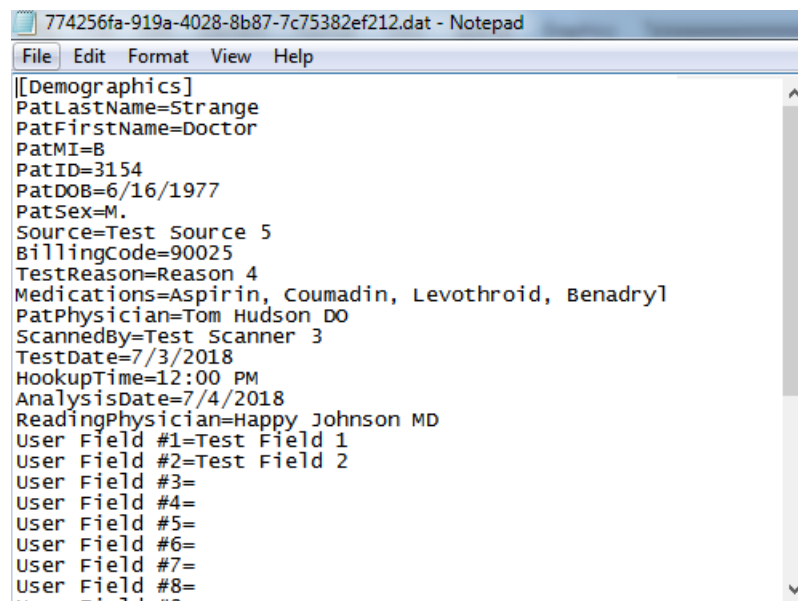 774256fa-919a-4028-8b87-7c75382ef212.dat - Notepad
File Edit Format View Help
[Demographics]
PatLastName=Strange
PatFirstName=Doctor
PatMI=B
PatID=3154
PatDOB=6/16/1977
PatSex=M.
Source=Test Source 5
BillingCode=90025
TestReason=Reason 4
Medications=Aspirin, Coumadin, Levothroid, Benadryl
PatPhysician=Tom Hudson DO
ScannedBy=Test Scanner 3
TestDate=7/3/2018
HookupTime=12:00 PM
AnalysisDate=7/4/2018
ReadingPhysician=Happy Johnson MD
User Field #1=Test Field 1
User Field #2=Test Field 2
User Field #3=
User Field #4=
User Field #5=
User Field #6=
User Field #7=
User Field #8=